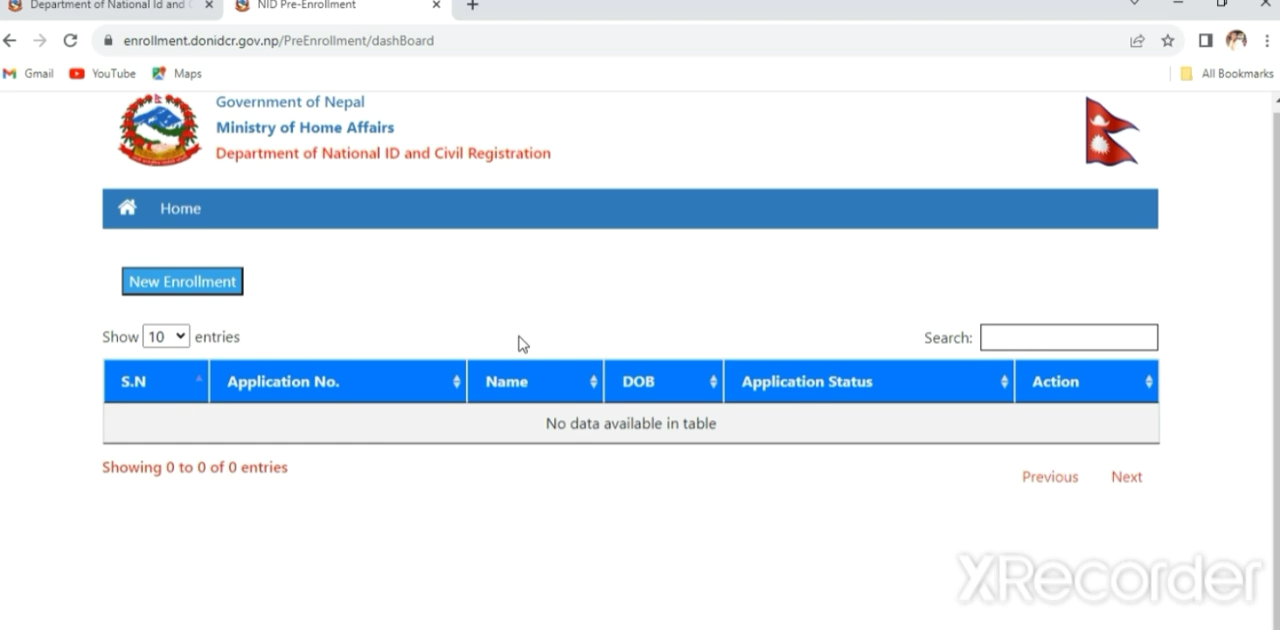 Department of National Id and
NID Pre-Enrollment
enrollment.donidcr.gov.np/PreEnrollment/dashBoard
Gmail YouTube Maps All Bookmarks
Government of Nepal
Ministry of Home Affairs
Department of National ID and Civil Registration
Home
New Enrollment
Show 10 entries Search:
S.N Application No. Name DOB Application Status Action
No data available in table
Showing 0 to 0 of 0 entries
Previous Next
XRecorder